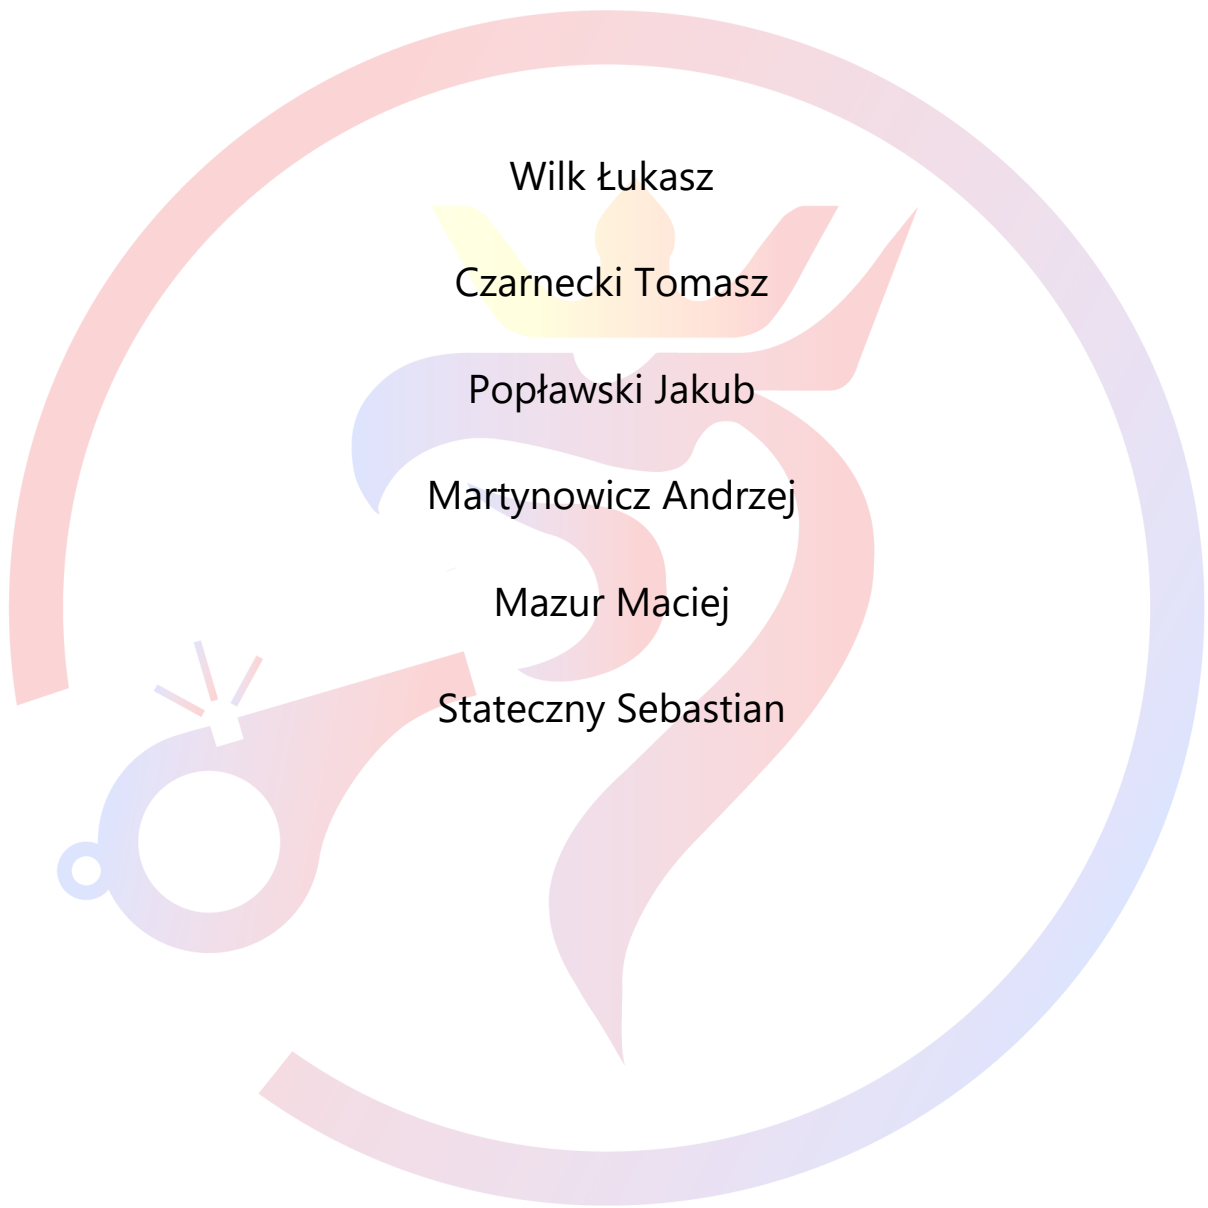 Wilk Łukasz
Czarnecki Tomasz
Popławski Jakub
Martynowicz Andrzej
Mazur Maciej
Stateczny Sebastian